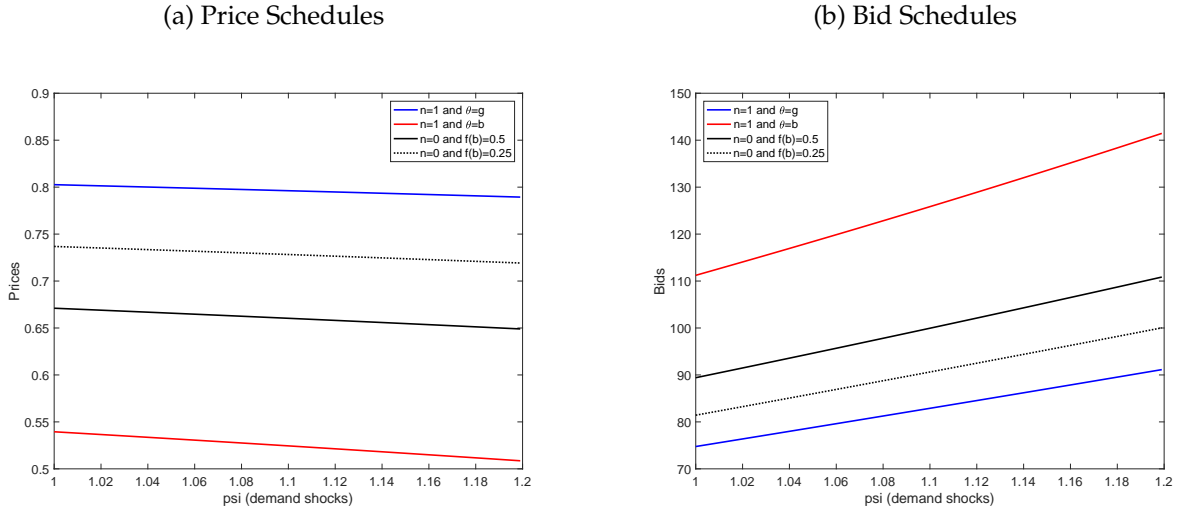 (a) Price Schedules
0.9
0.85
0.8
0.75
0.7
0.65
0.6
0.55
0.5
Prices
n=1 and θ=g
n=1 and θ=b
n=0 and f(b)=0.5
n=0 and f(b)=0.25
1 1.02 1.04 1.06 1.08 1.1 1.12 1.14 1.16 1.18 1.2
psi (demand shocks)
(b) Bid Schedules
150
140
130
120
110
100
90
80
70
Bids
n=1 and θ=g
n=1 and θ=b
n=0 and f(b)=0.5
n=0 and f(b)=0.25
1 1.02 1.04 1.06 1.08 1.1 1.12 1.14 1.16 1.18 1.2
psi (demand shocks)